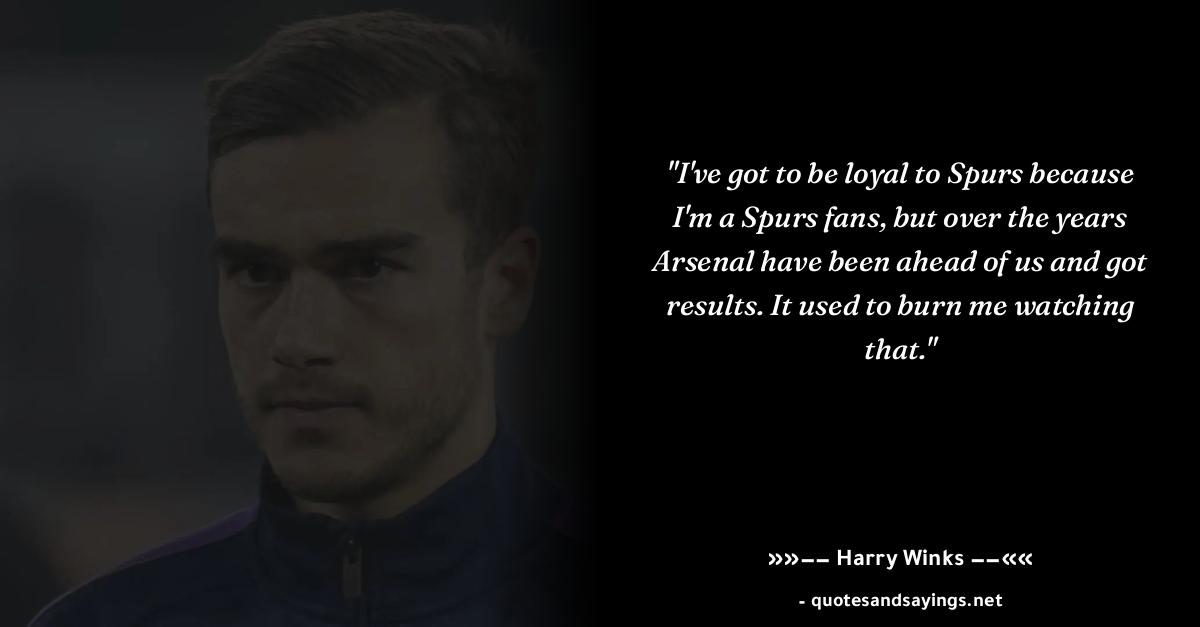 "I've got to be loyal to Spurs because
I'm a Spurs fans, but over the years
Arsenal have been ahead of us and got
results. It used to burn me watching
that."
»»–– Harry Winks ––««
- quotesandsayings.net